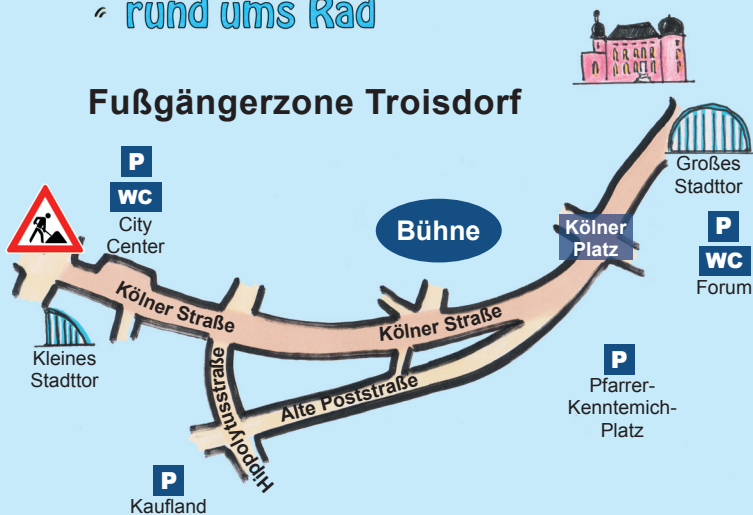 rund ums Rad
Fußgängerzone Troisdorf
P
WC
City
Center
Bühne
Kölner
Platz
Großes
Stadttor
P
WC
Forum
Kölner Straße
Kölner Straße
Kleines
Stadttor
Hippolytusstraße
Alte Poststraße
P
Pfarrer-
Kenntemich-
Platz
P
Kaufland